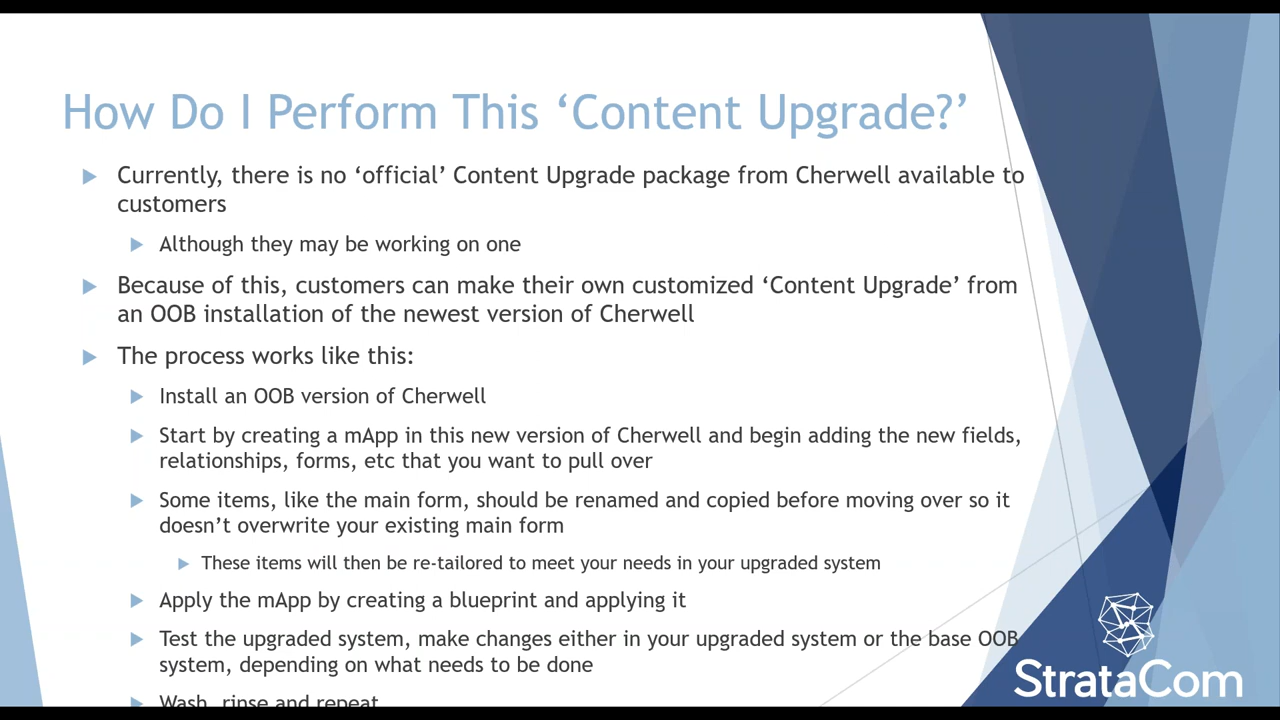 How Do I Perform This ‘Content Upgrade?’
Currently, there is no ‘official’ Content Upgrade package from Cherwell available to
customers
Although they may be working on one
Because of this, customers can make their own customized ‘Content Upgrade’ from
an OOB installation of the newest version of Cherwell
The process works like this:
Install an OOB version of Cherwell
Start by creating a mApp in this new version of Cherwell and begin adding the new fields,
relationships, forms, etc that you want to pull over
Some items, like the main form, should be renamed and copied before moving over so it
doesn’t overwrite your existing main form
These items will then be re-tailored to meet your needs in your upgraded system
Apply the mApp by creating a blueprint and applying it
Test the upgraded system, make changes either in your upgraded system or the base OOB
system, depending on what needs to be done
Wash, rinse and repeat
StrataCom